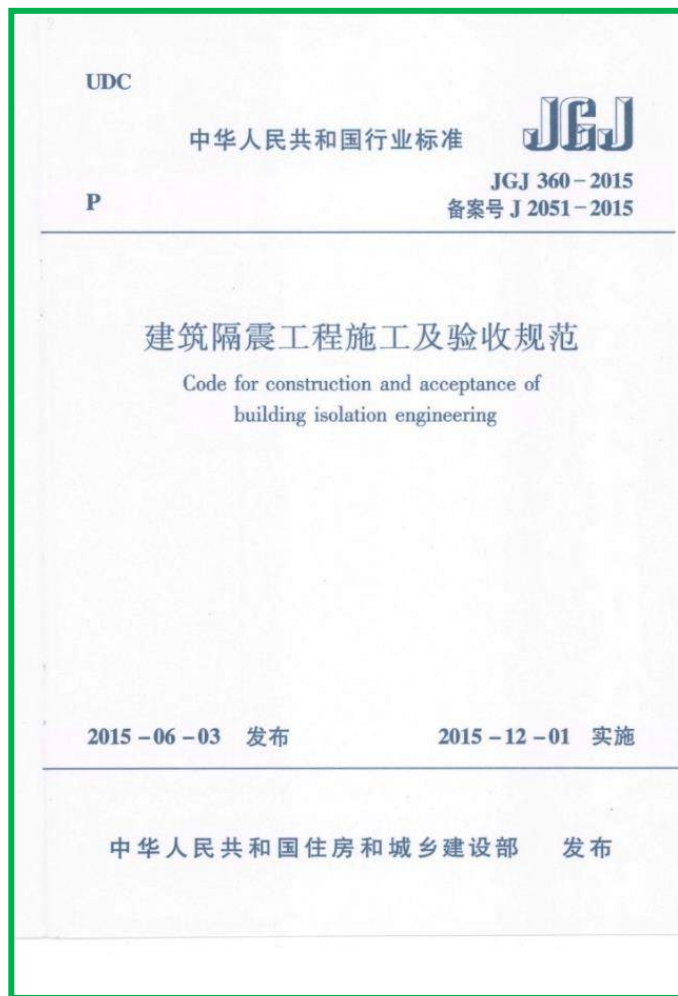 UDC
JGJ
中华人民共和国行业标准
JGJ 360－2015
P
备案号 J 2051－2015
建筑隔震工程施工及验收规范
Code for construction and acceptance of
building isolation engineering
2015－06－03 发布 2015－12－01 实施
中华人民共和国住房和城乡建设部 发布